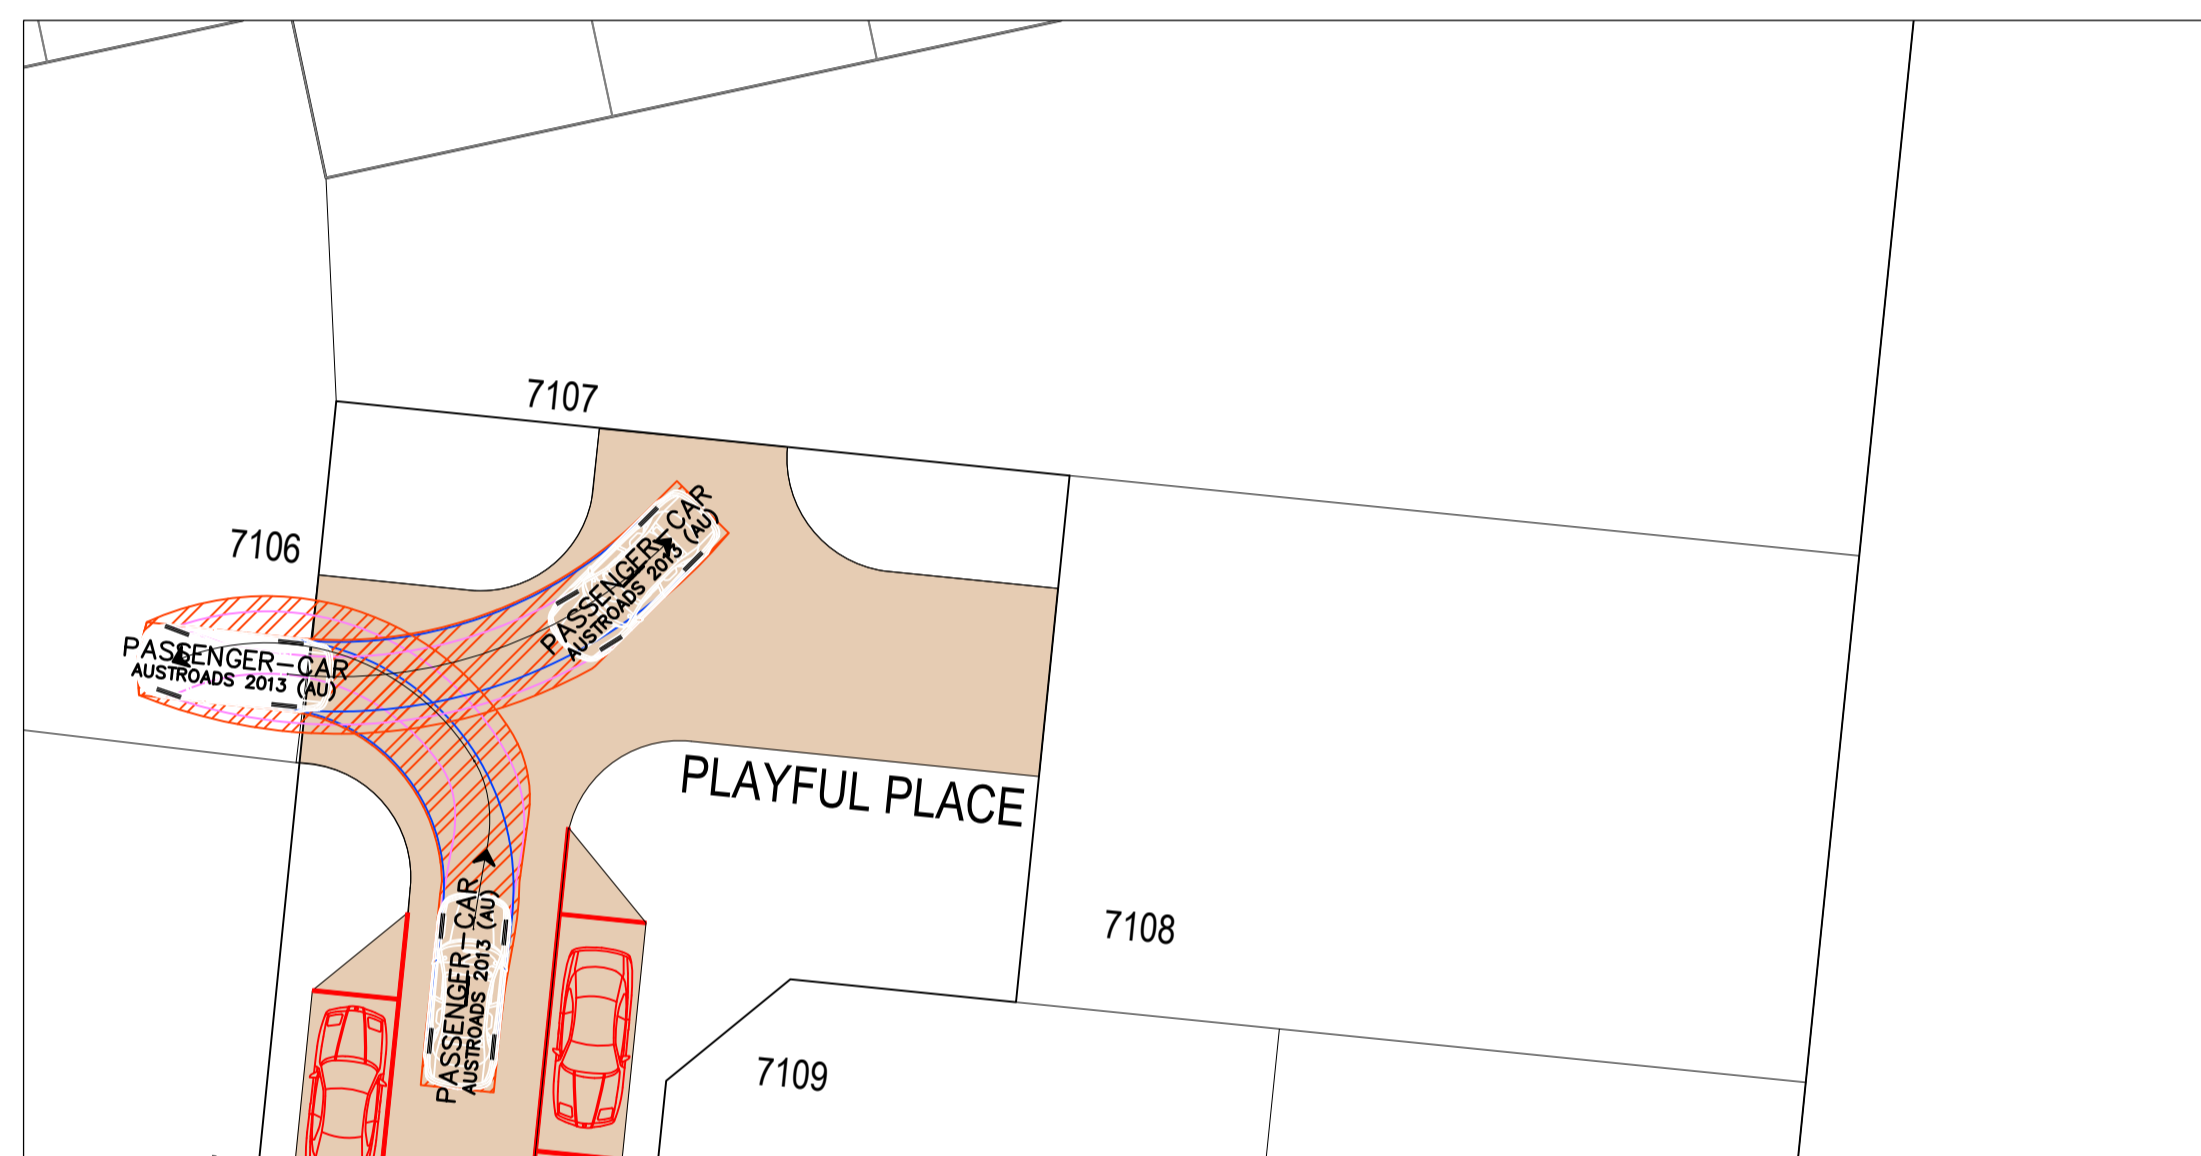 7107
PASSENGER-CAR
AUSTROADS 2013 (AU)
7106
PASSENGER-CAR
AUSTROADS 2013 (AU)
PLAYFUL PLACE
PASSENGER-CAR
AUSTROADS 2013 (AU)
7108
7109